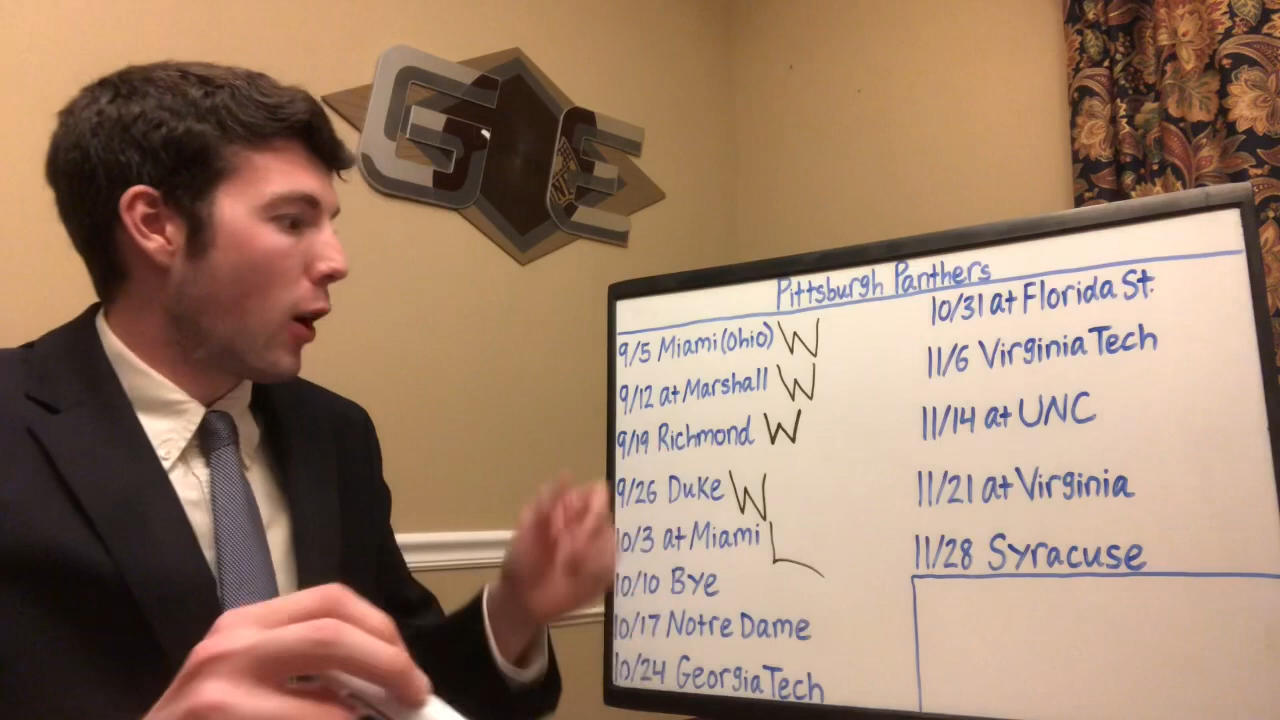 GE
Pittsburgh Panthers
9/5 Miami (Ohio) W
9/12 at Marshall W
9/19 Richmond W
9/26 Duke W
10/3 at Miami L
10/10 Bye
10/17 Notre Dame
10/24 Georgia Tech
10/31 at Florida St.
11/6 Virginia Tech
11/14 at UNC
11/21 at Virginia
11/28 Syracuse